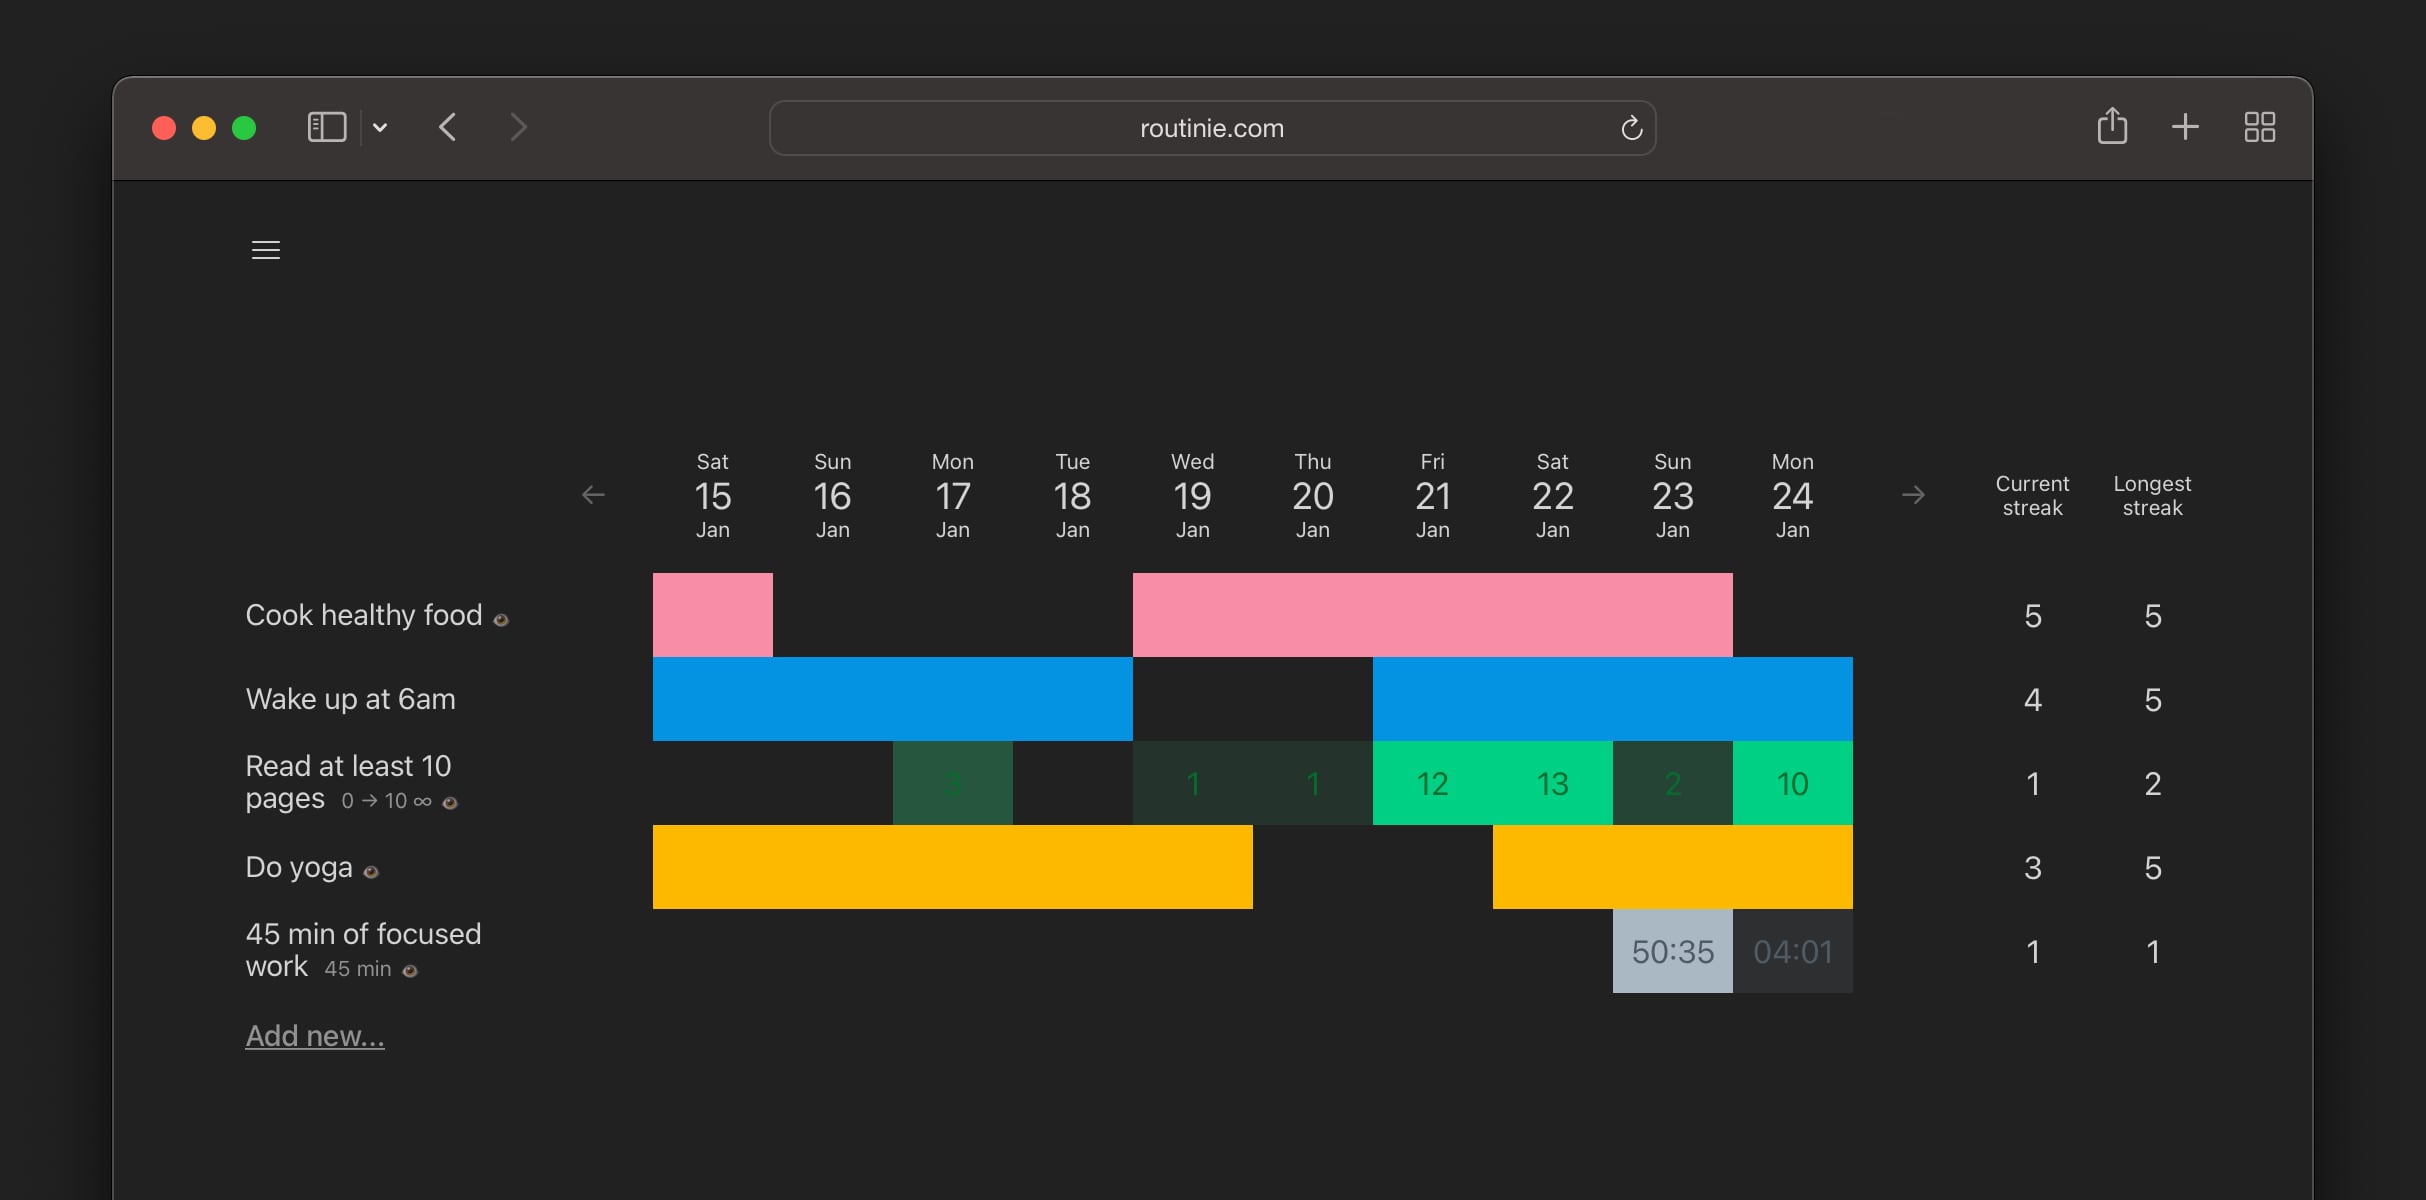 routinie.com
Sat Sun Mon Tue Wed Thu Fri Sat Sun Mon
← 15 16 17 18 19 20 21 22 23 24 →
Jan Jan Jan Jan Jan Jan Jan Jan Jan Jan
Current streak
Longest streak
Cook healthy food 5 5
Wake up at 6am 4 5
Read at least 10
pages 0 → 10 ∞ 3 1 1 12 13 2 10 1 2
Do yoga 3 5
45 min of focused
work 45 min 50:35 04:01 1 1
Add new...